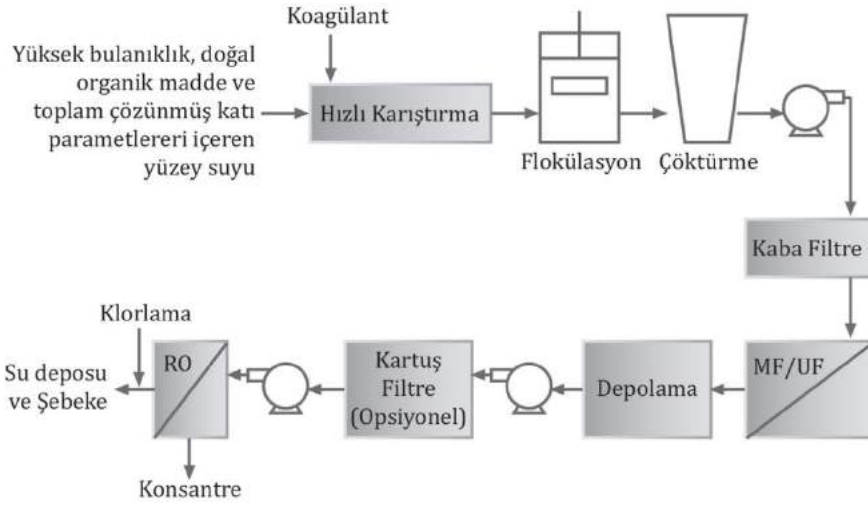 Koagülant
Yüksek bulanıklık, doğal
organik madde ve
toplam çözünmüş katı
parametlereri içeren
yüzey suyu
Hızlı Karıştırma
Flokülasyon
Çöktürme
Kaba Filtre
MF/UF
Depolama
Kartuş
Filtre
(Opsiyonel)
RO
Klorlama
Su deposu
ve Şebeke
Konsantre